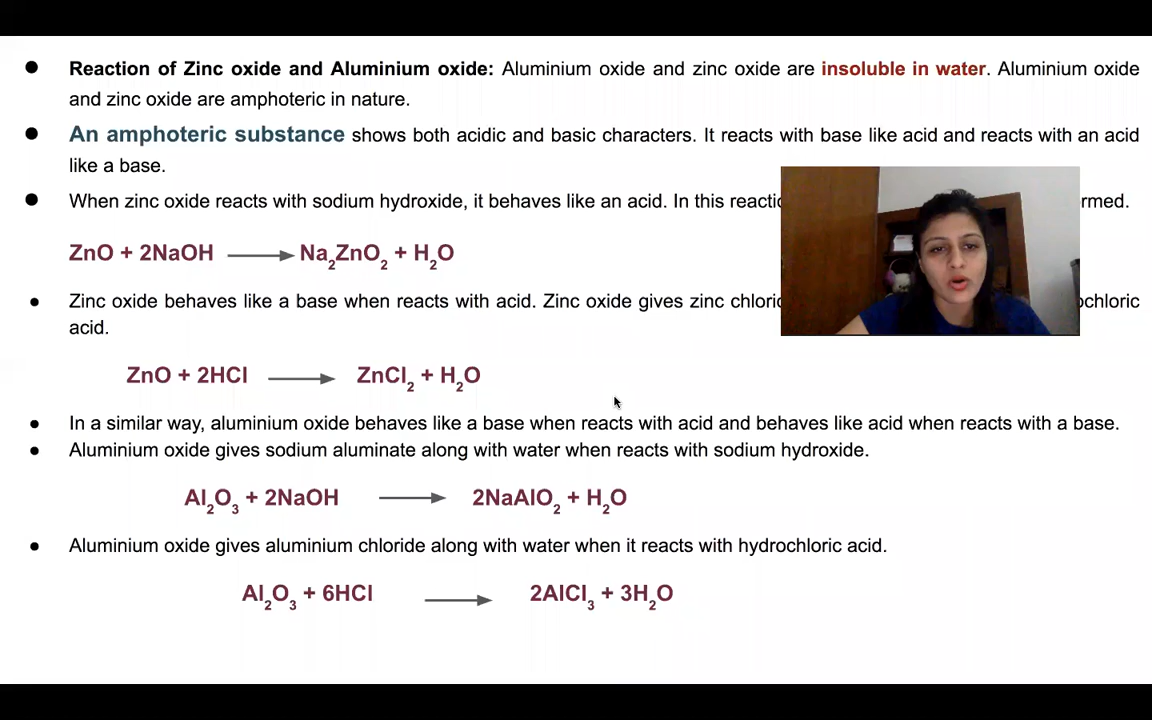 Reaction of Zinc oxide and Aluminium oxide: Aluminium oxide and zinc oxide are insoluble in water. Aluminium oxide
and zinc oxide are amphoteric in nature.
An amphoteric substance shows both acidic and basic characters. It reacts with base like acid and reacts with an acid
like a base.
When zinc oxide reacts with sodium hydroxide, it behaves like an acid. In this
ZnO + 2NaOH ⟶ Na₂ZnO₂ + H₂O
Zinc oxide behaves like a base when reacts with acid. Zinc oxide gives zinc
acid.
ZnO + 2HCl ⟶ ZnCl₂ + H₂O
In a similar way, aluminium oxide behaves like a base when reacts with acid and behaves like acid when reacts with a base.
Aluminium oxide gives sodium aluminate along with water when reacts with sodium hydroxide.
Al₂O₃ + 2NaOH ⟶ 2NaAlO₂ + H₂O
Aluminium oxide gives aluminium chloride along with water when it reacts with hydrochloric acid.
Al₂O₃ + 6HCl ⟶ 2AlCl₃ + 3H₂O